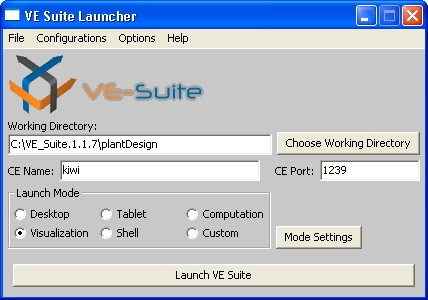 VE Suite Launcher
File Configurations Options Help
VE-Suite
Working Directory:
C:\VE_Suite.1.1.7\plantDesign Choose Working Directory
CE Name: kiwi CE Port: 1239
Launch Mode
Desktop Tablet Computation
Visualization Shell Custom Mode Settings
Launch VE Suite